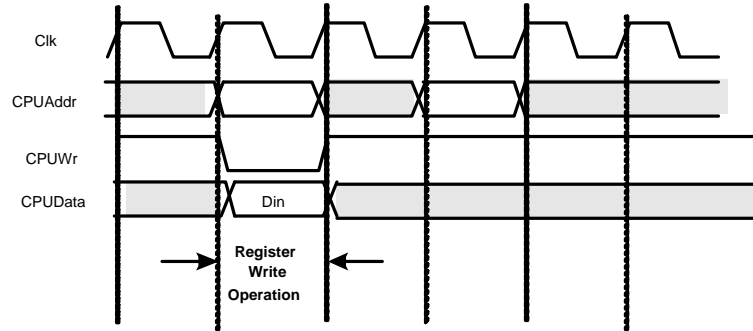 Clk
CPUAddr
CPUWr
CPUData
Din
Register
Write
Operation